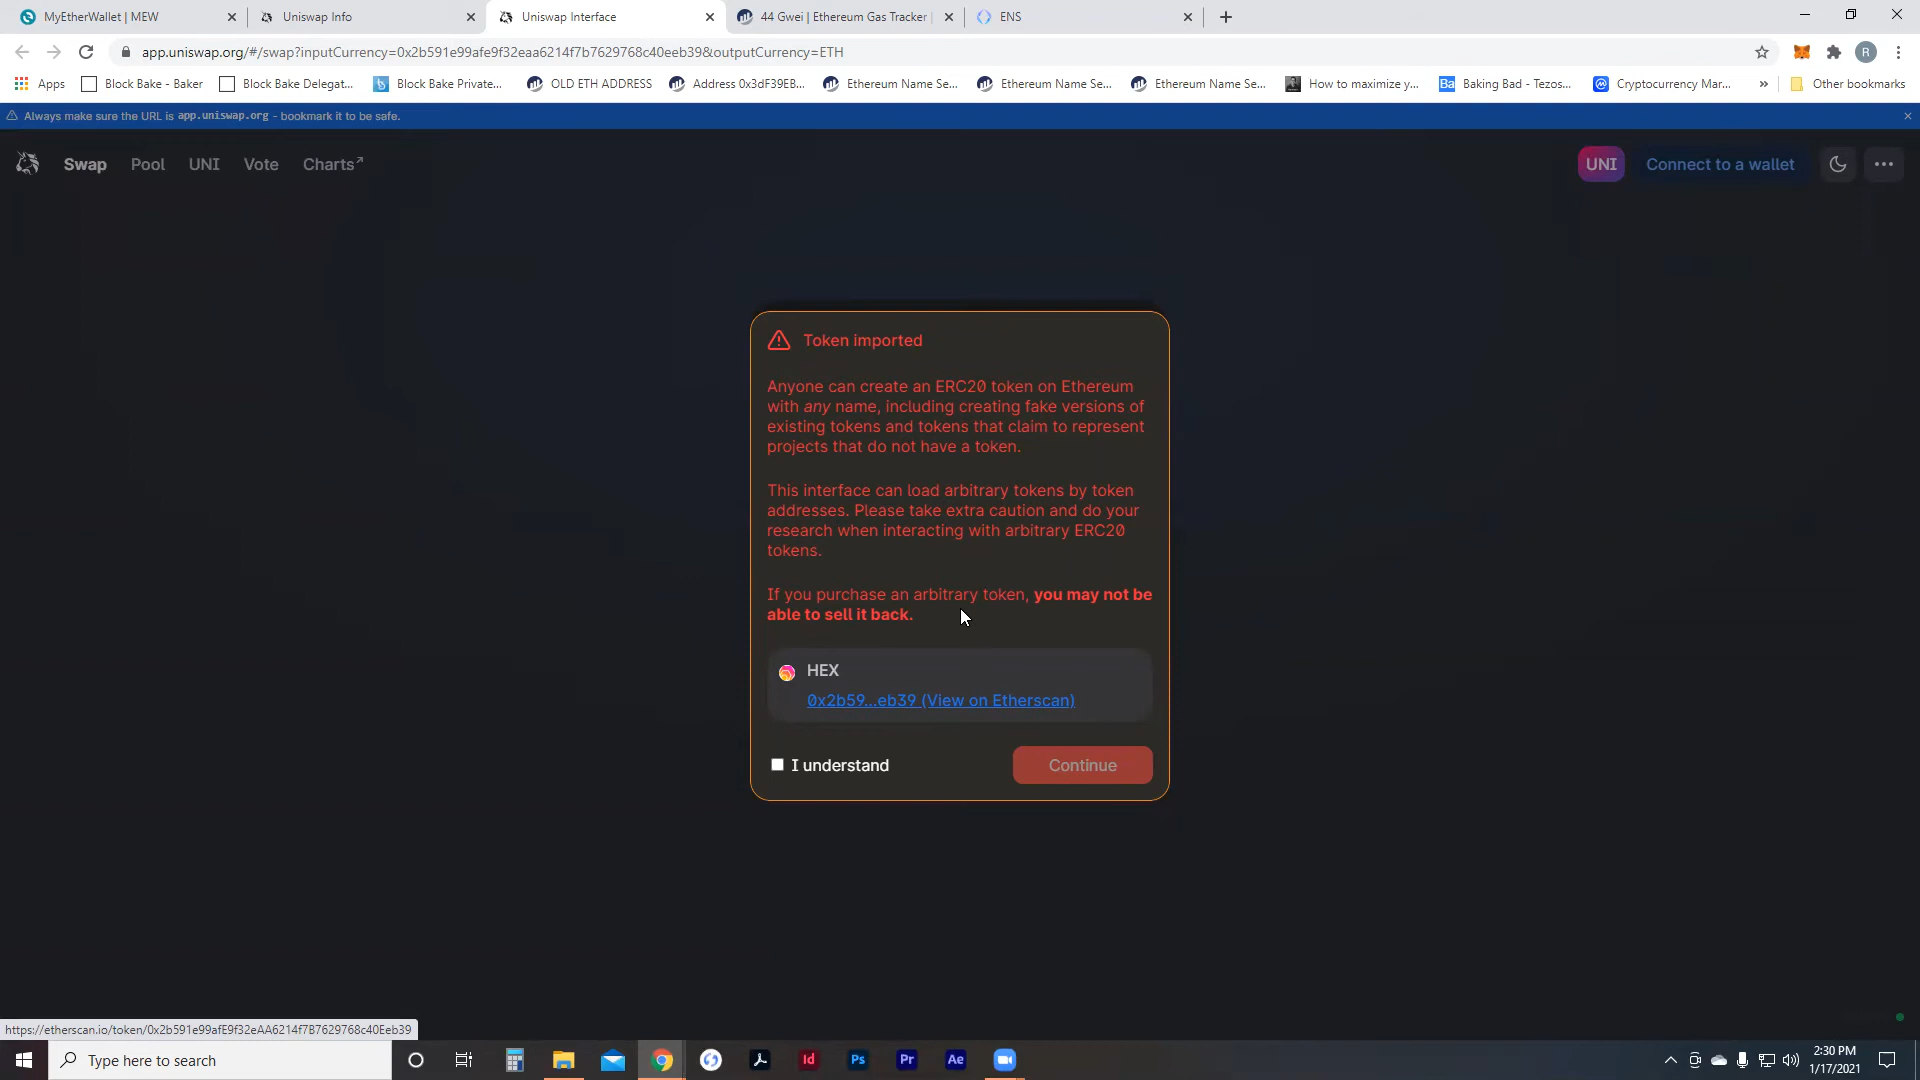 MyEtherWallet | MEW
Uniswap Info
Uniswap Interface
44 Gwei | Ethereum Gas Tracker |
ENS
app.uniswap.org/#/swap?inputCurrency=0x2b591e99afe9f32eaa6214f7b7629768c40eeb39&outputCurrency=ETH
R
Apps
Block Bake - Baker
Block Bake Delegat...
Block Bake Private...
OLD ETH ADDRESS
Address 0x3dF39EB...
Ethereum Name Se...
Ethereum Name Se...
Ethereum Name Se...
How to maximize y...
Ba
Baking Bad - Tezos...
Cryptocurrency Mar...
»
Other bookmarks
Always make sure the URL is app.uniswap.org - bookmark it to be safe.
Swap
Pool
UNI
Vote
Charts↗
UNI
Connect to a wallet
Token imported
Anyone can create an ERC20 token on Ethereum
with any name, including creating fake versions of
existing tokens and tokens that claim to represent
projects that do not have a token.
This interface can load arbitrary tokens by token
addresses. Please take extra caution and do your
research when interacting with arbitrary ERC20
tokens.
If you purchase an arbitrary token, you may not be
able to sell it back.
HEX
0x2b59...eb39 (View on Etherscan)
I understand
Continue
https://etherscan.io/token/0x2b591e99afE9f32eAA6214f7B7629768c40Eeb39
Type here to search
Id
Ps
Pr
Ae
2:30 PM
1/17/2021